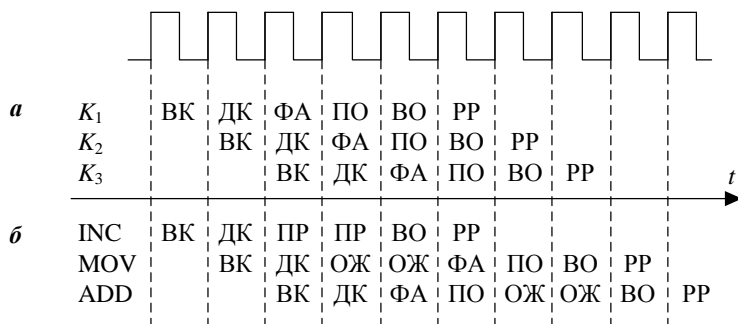 а K₁ ВК ДК ФА ПО ВО РР
K₂ ВК ДК ФА ПО ВО РР
K₃ ВК ДК ФА ПО ВО РР
t
б INC ВК ДК ПР ПР ВО РР
MOV ВК ДК ОЖ ОЖ ФА ПО ВО РР
ADD ВК ДК ФА ПО ОЖ ОЖ ВО РР